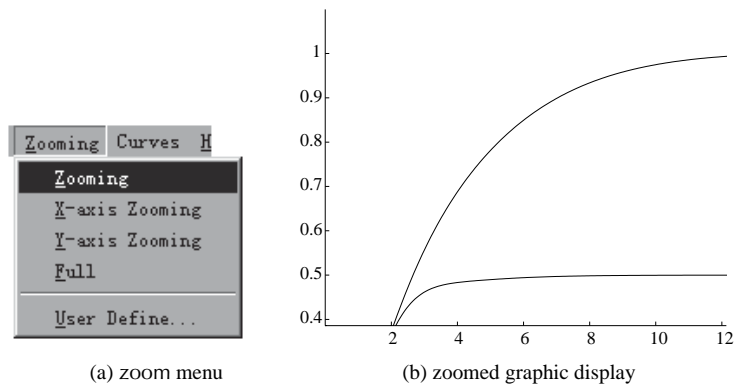 Zooming Curves H
Zooming
X-axis Zooming
Y-axis Zooming
Full
User Define...
(a) zoom menu
1
0.9
0.8
0.7
0.6
0.5
0.4
2 4 6 8 10 12
(b) zoomed graphic display